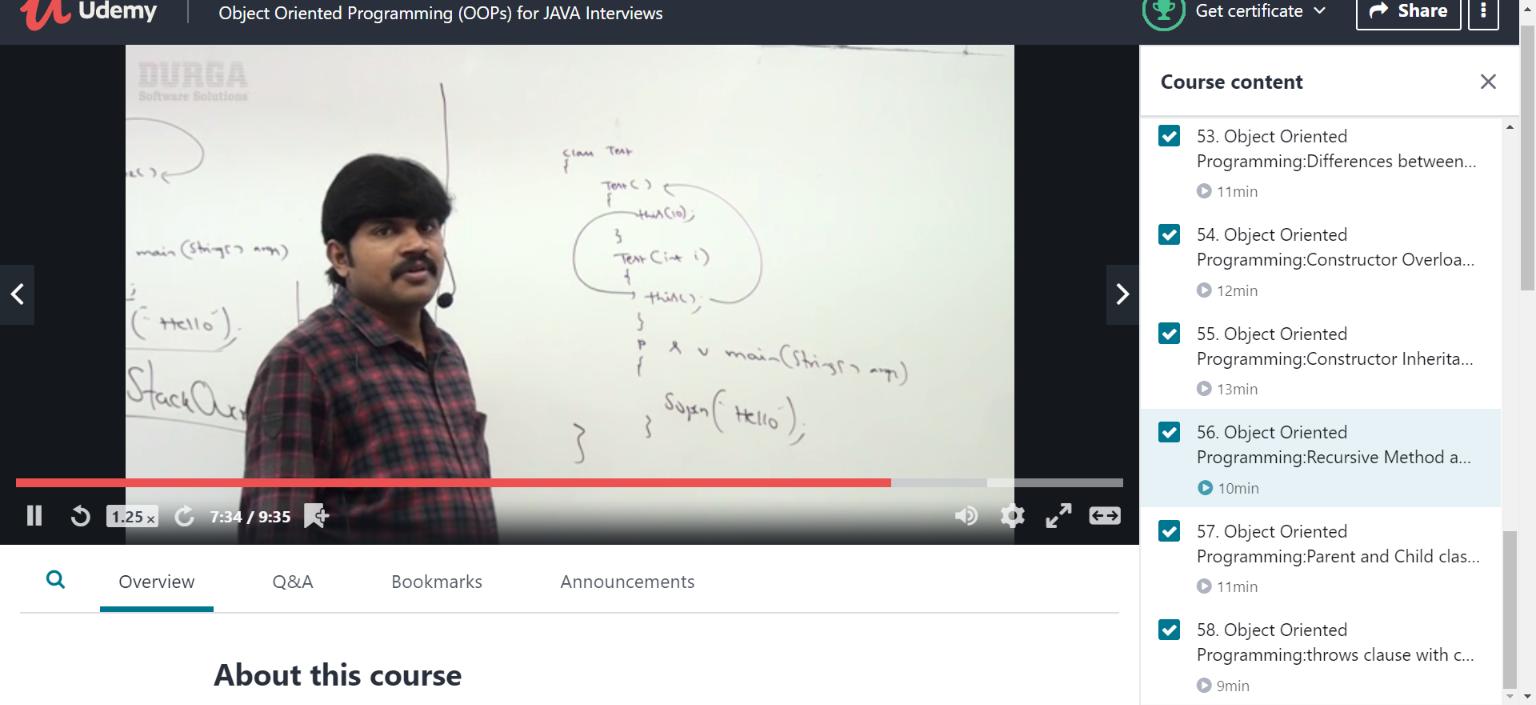 Udemy
Object Oriented Programming (OOPs) for JAVA Interviews
Get certificate
Share
DURGA
Software Solutions
main(String[] args)
("Hello");
StackOver
class Test
{
Test( )
{
this(10);
}
Test(int i)
{
this();
}
P S V main(String[] args)
{
Sopln("Hello");
}
}
1.25 x
7:34 / 9:35
Overview
Q&A
Bookmarks
Announcements
About this course
Course content
53. Object Oriented
Programming:Differences between...
11min
54. Object Oriented
Programming:Constructor Overloa...
12min
55. Object Oriented
Programming:Constructor Inherita...
13min
56. Object Oriented
Programming:Recursive Method a...
10min
57. Object Oriented
Programming:Parent and Child clas...
11min
58. Object Oriented
Programming:throws clause with c...
9min